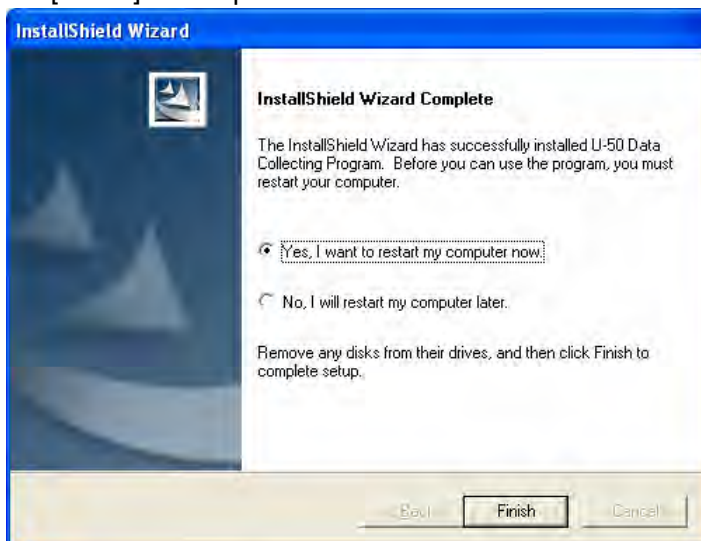 InstallShield Wizard
InstallShield Wizard Complete
The InstallShield Wizard has successfully installed U-50 Data
Collecting Program. Before you can use the program, you must
restart your computer.
Yes, I want to restart my computer now.
No, I will restart my computer later.
Remove any disks from their drives, and then click Finish to
complete setup.
Back Finish Cancel